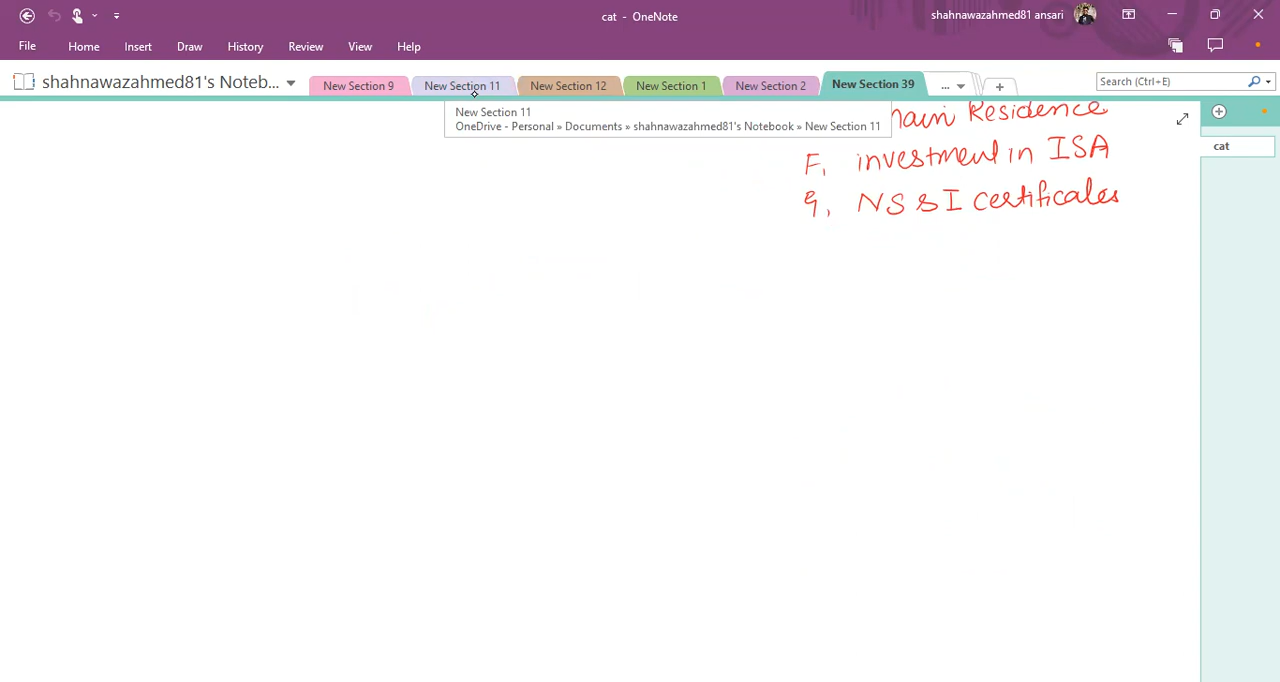 cat - OneNote
shahnawazahmed81 ansari
File Home Insert Draw History Review View Help
shahnawazahmed81's Noteb...
New Section 9 New Section 11 New Section 12 New Section 1 New Section 2 New Section 39 ... +
Search (Ctrl+E)
New Section 11
OneDrive - Personal » Documents » shahnawazahmed81's Notebook » New Section 11
cat
Residence
F. investment in ISA
G. NS & I certificates